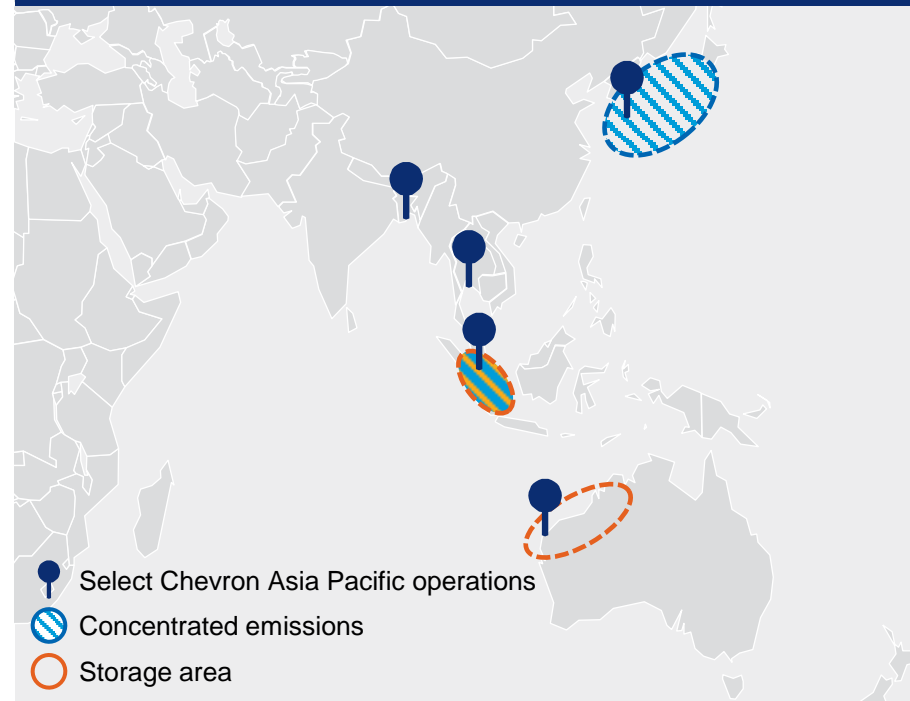 Select Chevron Asia Pacific operations
Concentrated emissions
Storage area